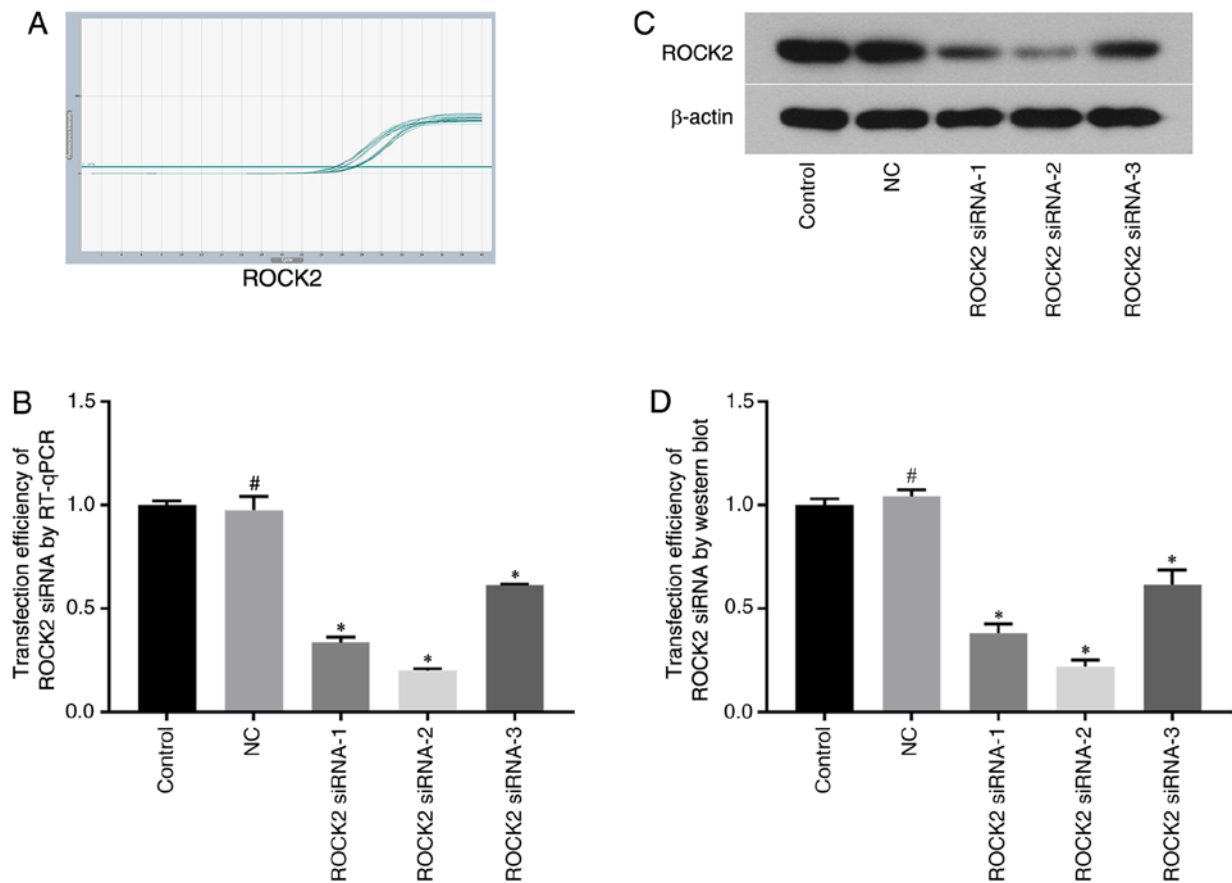 A
Cycle
ROCK2
B
Transfection efficiency of
ROCK2 siRNA by RT-qPCR
1.5
1.0
0.5
0.0
#
*
*
*
Control
NC
ROCK2 siRNA-1
ROCK2 siRNA-2
ROCK2 siRNA-3
C
ROCK2
β-actin
Control
NC
ROCK2 siRNA-1
ROCK2 siRNA-2
ROCK2 siRNA-3
D
Transfection efficiency of
ROCK2 siRNA by western blot
1.5
1.0
0.5
0.0
#
*
*
*
Control
NC
ROCK2 siRNA-1
ROCK2 siRNA-2
ROCK2 siRNA-3